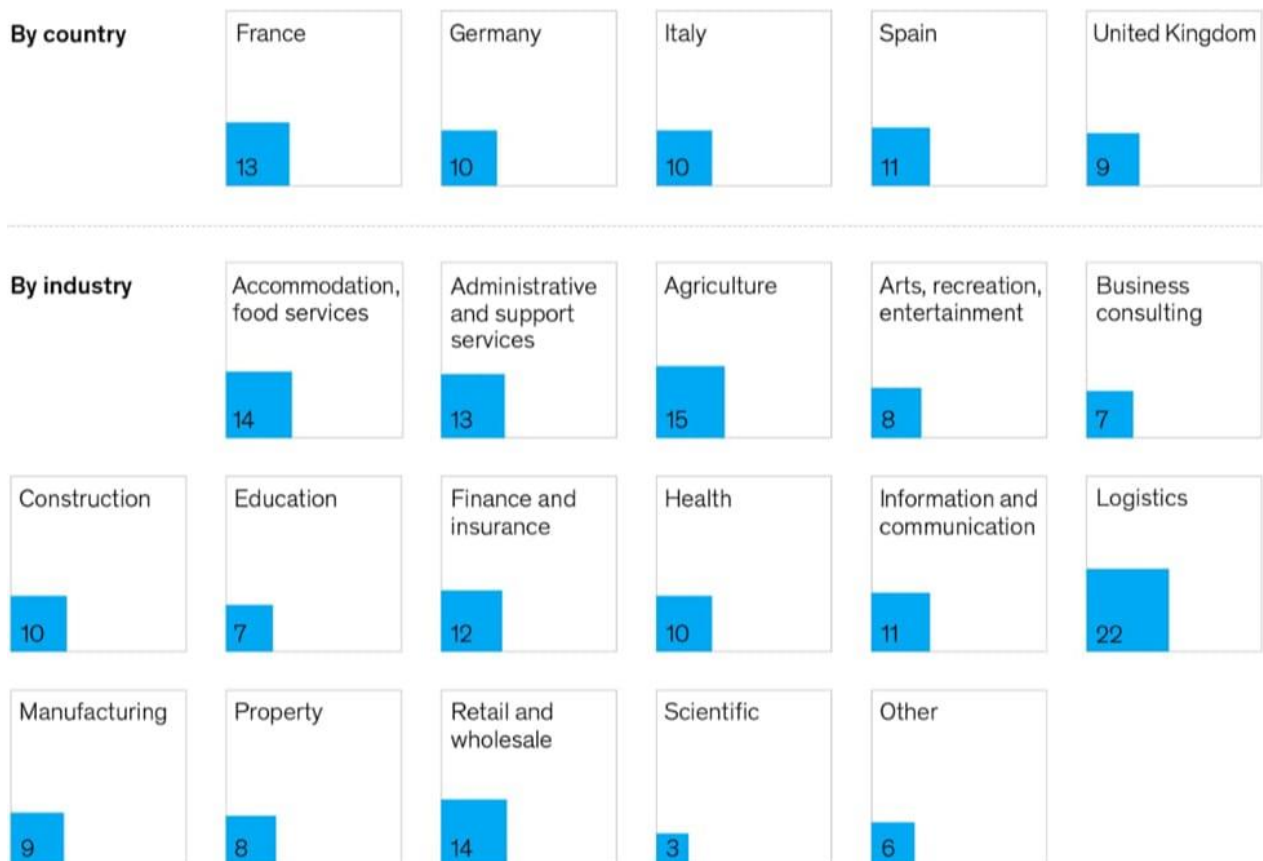 By country
France
Germany
Italy
Spain
United Kingdom
13
10
10
11
9
By industry
Accommodation,
food services
Administrative
and support
services
Agriculture
Arts, recreation,
entertainment
Business
consulting
14
13
15
8
7
Construction
Education
Finance and
insurance
Health
Information and
communication
Logistics
10
7
12
10
11
22
Manufacturing
Property
Retail and
wholesale
Scientific
Other
9
8
14
3
6